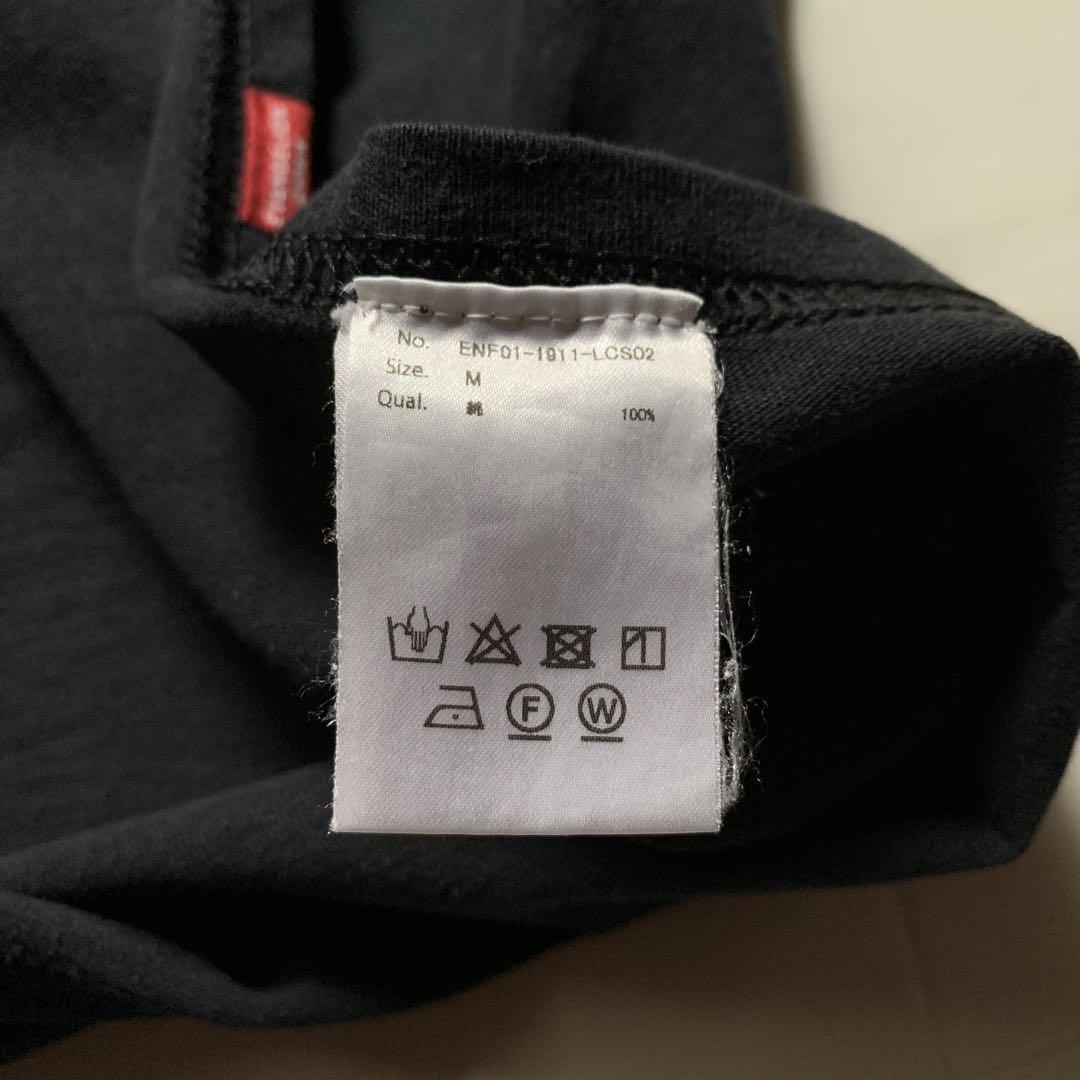 No. ENF01-1911-LCS02
Size. M
Qual. 綿 100%
F W